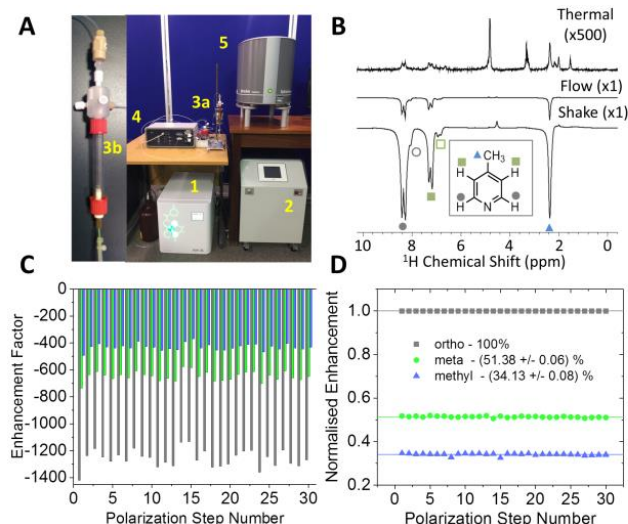 A
5
3a
4
3b
1
2
B
Thermal
(x500)
Flow (x1)
Shake (x1)
CH₃
H H
H N H
10 8 6 4 2 0
¹H Chemical Shift (ppm)
C
0
-200
-400
-600
-800
-1000
-1200
-1400
Enhancement Factor
0 5 10 15 20 25 30
Polarization Step Number
D
1.0
0.8
0.6
0.4
0.2
Normalised Enhancement
ortho - 100%
meta - (51.38 +/- 0.06) %
methyl - (34.13 +/- 0.08) %
0 5 10 15 20 25 30
Polarization Step Number